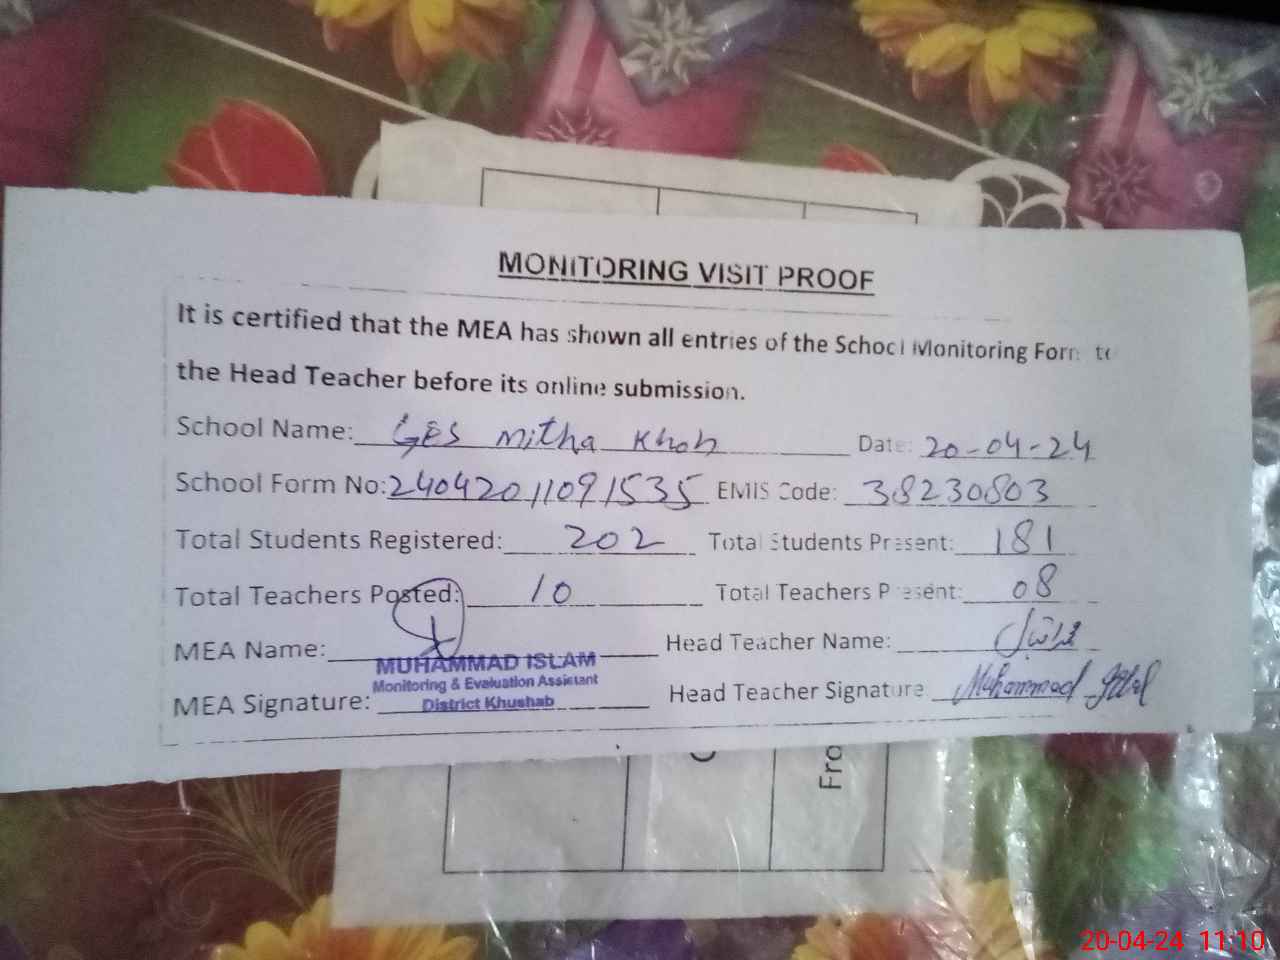 MONITORING VISIT PROOF
It is certified that the MEA has shown all entries of the School Monitoring Form to
the Head Teacher before its online submission.
School Name: GES Mitha Khoh Date: 20-04-24
School Form No: 24042011091535 EMIS Code: 38230803
Total Students Registered: 202 Total Students Present: 181
Total Teachers Posted: 10 Total Teachers Present: 08
MEA Name: Head Teacher Name:
MUHAMMAD ISLAM
Monitoring & Evaluation Assistant
MEA Signature: District Khushab Head Teacher Signature: Muhammad
Fro
20-04-24 11:10